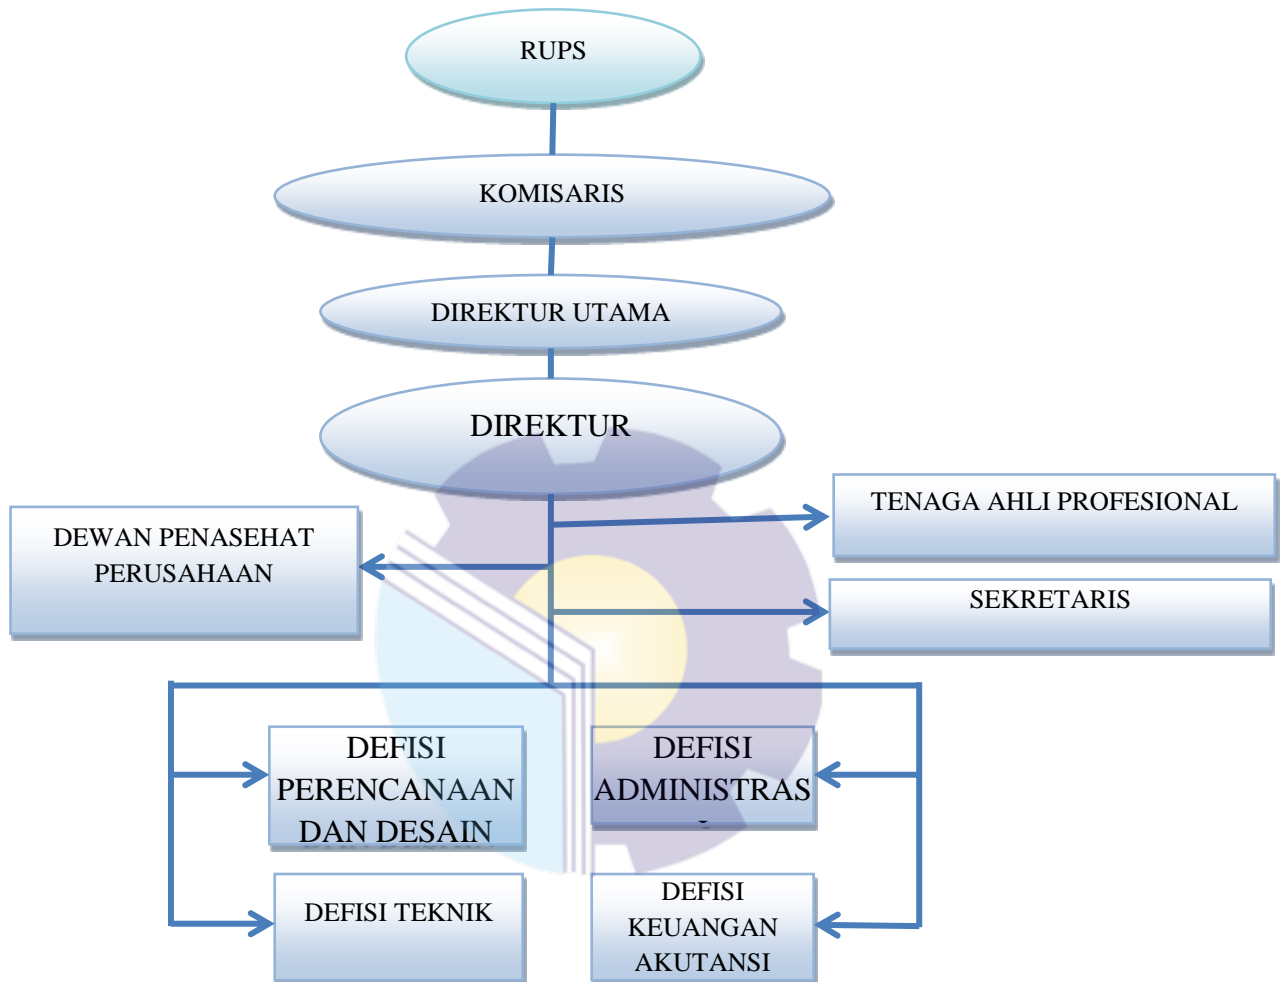 RUPS
KOMISARIS
DIREKTUR UTAMA
DIREKTUR
TENAGA AHLI PROFESIONAL
DEWAN PENASEHAT
PERUSAHAAN
SEKRETARIS
DEFISI
PERENCANAAN
DAN DESAIN
DEFISI
ADMINISTRAS
DEFISI TEKNIK
DEFISI
KEUANGAN
AKUTANSI